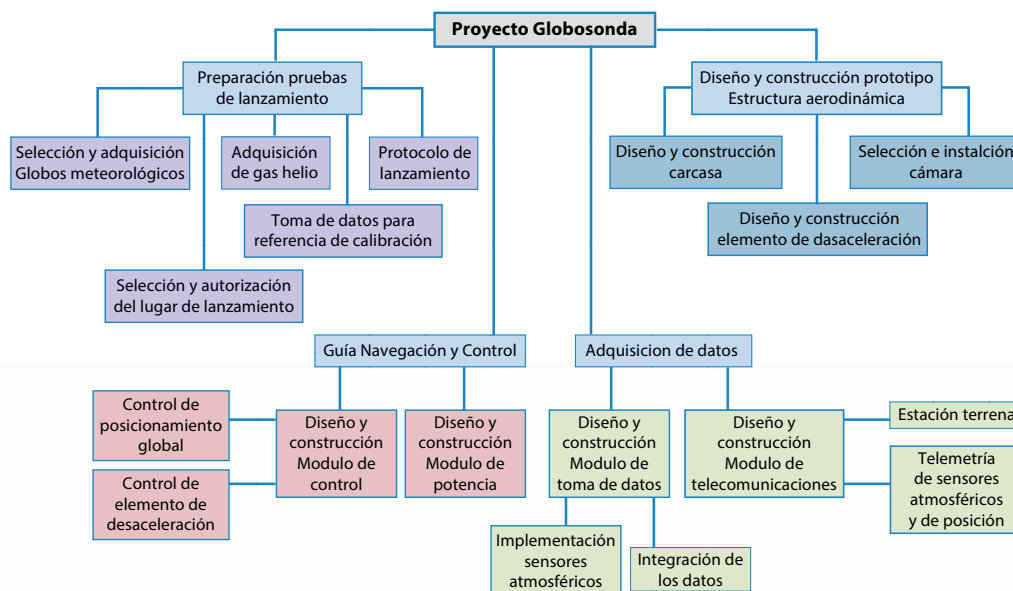 Proyecto Globosonda
Preparación pruebas
de lanzamiento
Diseño y construcción prototipo
Estructura aerodinámica
Selección y adquisición
Globos meteorológicos
Adquisición
de gas helio
Protocolo de
lanzamiento
Toma de datos para
referencia de calibración
Selección y autorización
del lugar de lanzamiento
Diseño y construcción
carcasa
Selección e instalción
cámara
Diseño y construcción
elemento de dasaceleración
Guía Navegación y Control
Adquisicion de datos
Control de
posicionamiento
global
Control de
elemento de
desaceleración
Diseño y
construcción
Modulo de
control
Diseño y
construcción
Modulo de
potencia
Diseño y
construcción
Modulo de
toma de datos
Diseño y
construcción
Modulo de
telecomunicaciones
Estación terrena
Telemetría
de sensores
atmosféricos
y de posición
Implementación
sensores
atmosféricos
Integración de
los datos